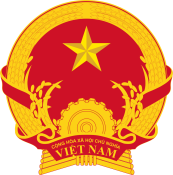 CỘNG HÒA XÃ HỘI CHỦ NGHĨA
VIỆT NAM